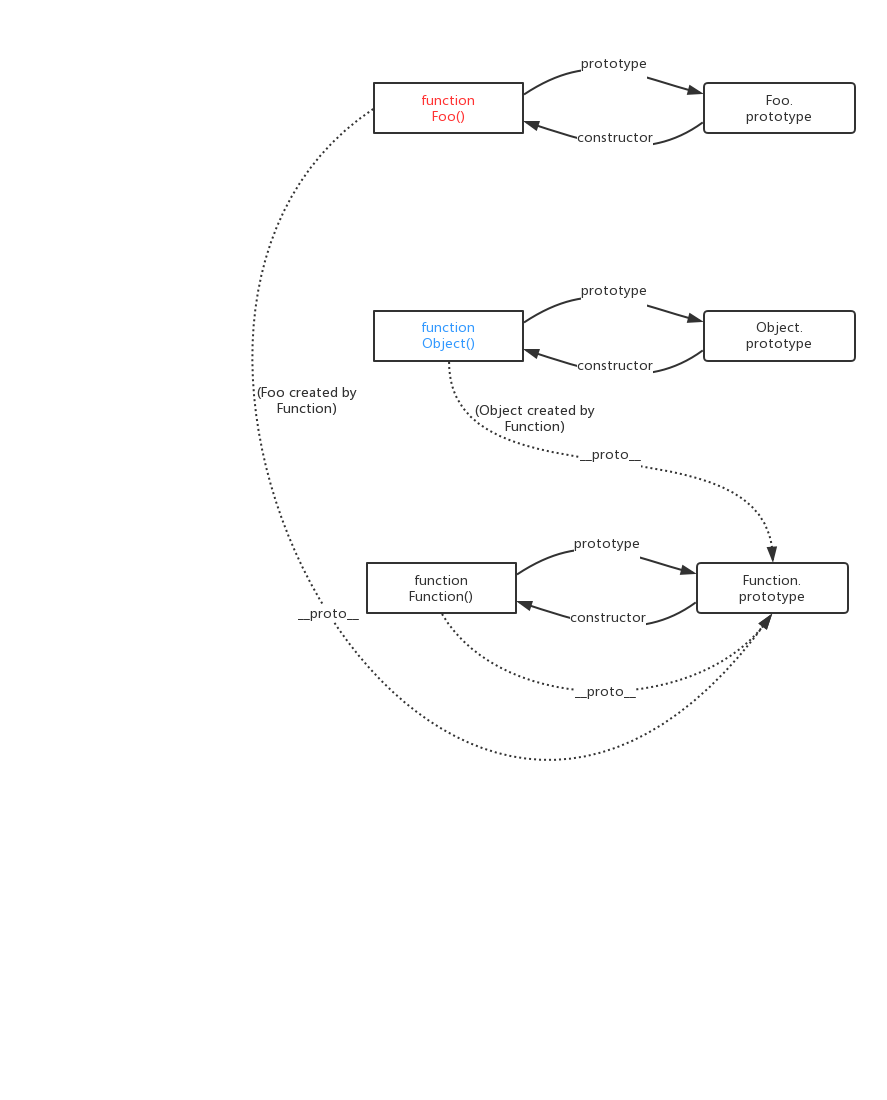 prototype
function
Foo()
Foo.
prototype
constructor
prototype
function
Object()
Object.
prototype
constructor
(Foo created by
Function)
(Object created by
Function)
__proto__
prototype
function
Function()
Function.
prototype
constructor
__proto__
__proto__